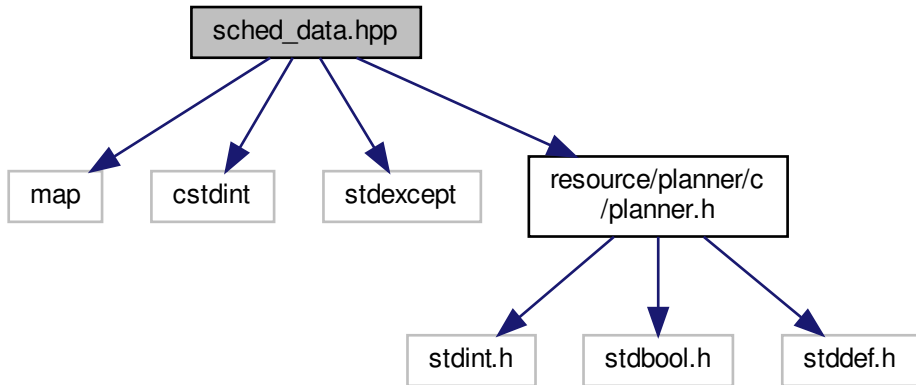 sched_data.hpp
map
cstdint
stdexcept
resource/planner/c
/planner.h
stdint.h
stdbool.h
stddef.h